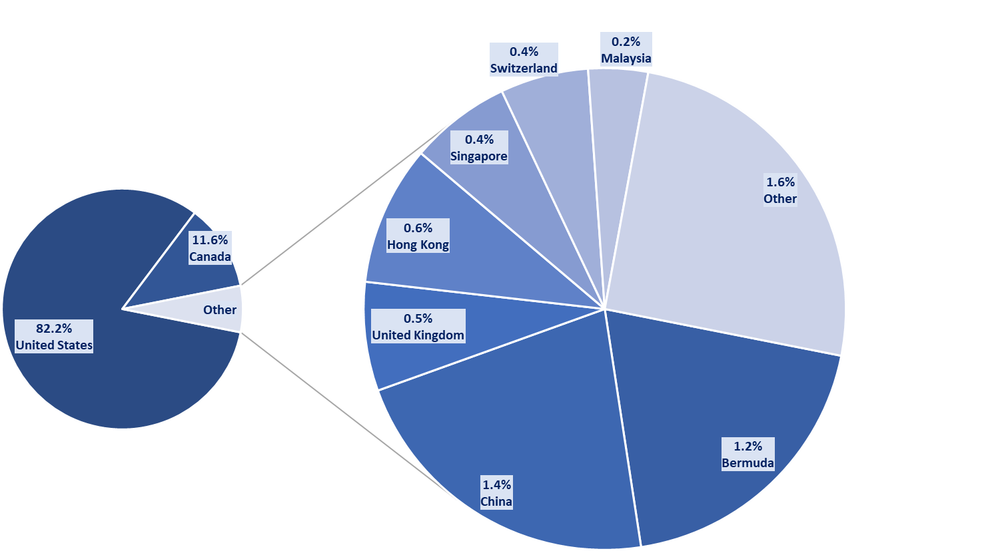 0.2%
Malaysia
0.4%
Switzerland
0.4%
Singapore
1.6%
Other
0.6%
Hong Kong
11.6%
Canada
Other
0.5%
United Kingdom
82.2%
United States
1.2%
Bermuda
1.4%
China